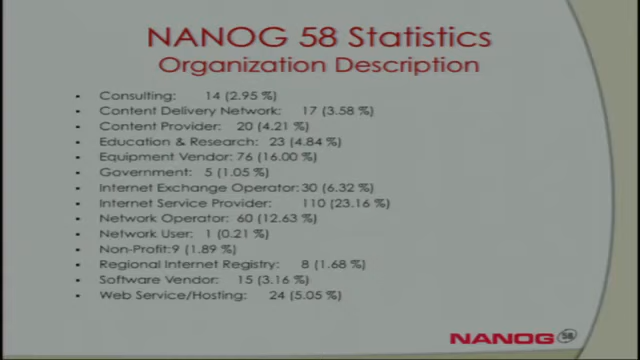 NANOG 58 Statistics
Organization Description
• Consulting: 14 (2.95 %)
• Content Delivery Network: 17 (3.58 %)
• Content Provider: 20 (4.21 %)
• Education & Research: 23 (4.84 %)
• Equipment Vendor: 76 (16.00 %)
• Government: 5 (1.05 %)
• Internet Exchange Operator: 30 (6.32 %)
• Internet Service Provider: 110 (23.16 %)
• Network Operator: 60 (12.63 %)
• Network User: 1 (0.21 %)
• Non-Profit: 9 (1.89 %)
• Regional Internet Registry: 8 (1.68 %)
• Software Vendor: 15 (3.16 %)
• Web Service/Hosting: 24 (5.05 %)
NANOG 58